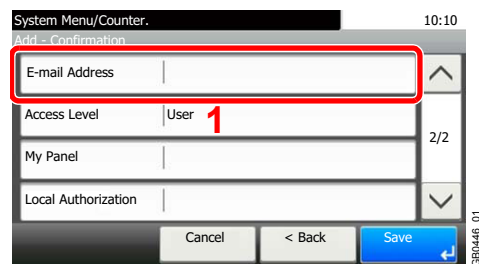 System Menu/Counter. 10:10
Add - Confirmation
E-mail Address
Access Level User 1
2/2
My Panel
Local Authorization
Cancel < Back Save
GB0446_01